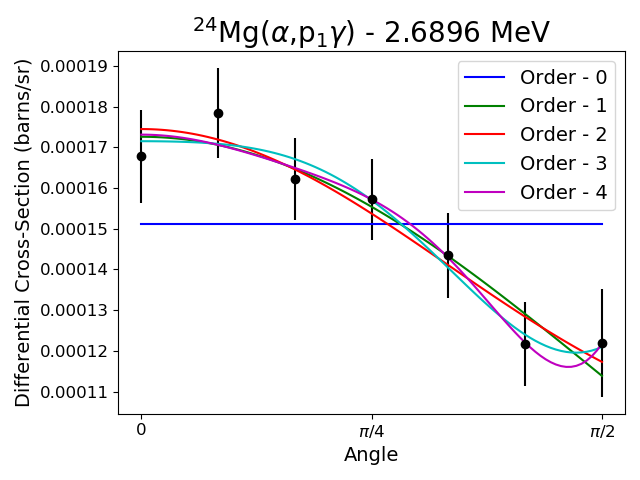 ²⁴Mg(α,p₁γ) - 2.6896 MeV
Differential Cross-Section (barns/sr)
0.00019
0.00018
0.00017
0.00016
0.00015
0.00014
0.00013
0.00012
0.00011
Order - 0
Order - 1
Order - 2
Order - 3
Order - 4
0
π/4
π/2
Angle